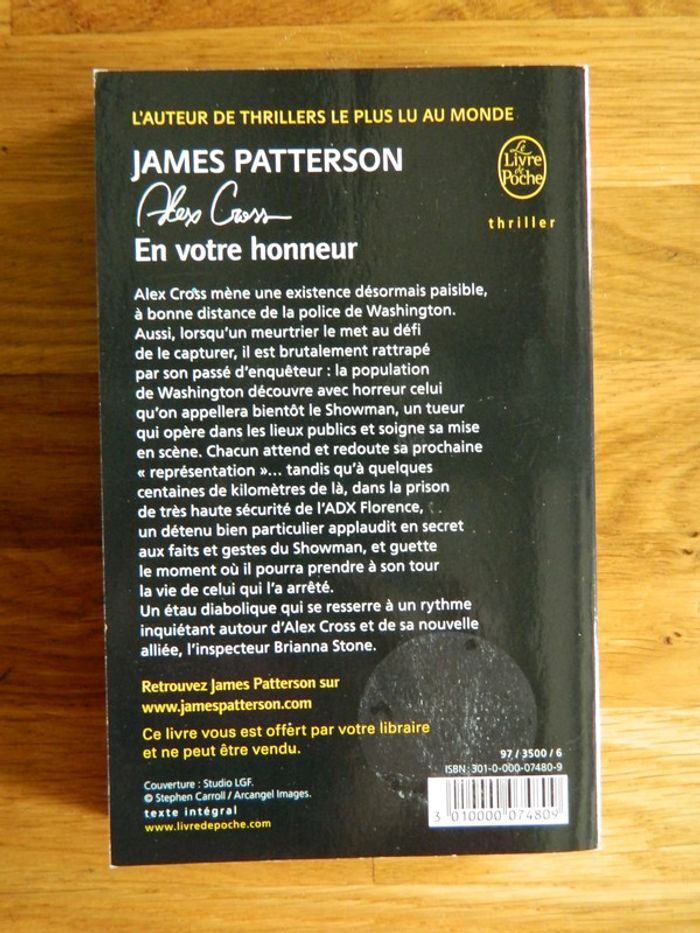 L'AUTEUR DE THRILLERS LE PLUS LU AU MONDE
JAMES PATTERSON
Le Livre de Poche
thriller
Alex Cross
En votre honneur
Alex Cross mène une existence désormais paisible,
à bonne distance de la police de Washington.
Aussi, lorsqu'un meurtrier le met au défi
de le capturer, il est brutalement rattrapé
par son passé d'enquêteur : la population
de Washington découvre avec horreur celui
qu'on appellera bientôt le Showman, un tueur
qui opère dans les lieux publics et soigne sa mise
en scène. Chacun attend et redoute sa prochaine
« représentation »... tandis qu'à quelques
centaines de kilomètres de là, dans la prison
de très haute sécurité de l'ADX Florence,
un détenu bien particulier applaudit en secret
aux faits et gestes du Showman, et guette
le moment où il pourra prendre à son tour
la vie de celui qui l'a arrêté.
Un étau diabolique qui se resserre à un rythme
inquiétant autour d'Alex Cross et de sa nouvelle
alliée, l'inspecteur Brianna Stone.
Retrouvez James Patterson sur
www.jamespatterson.com
Ce livre vous est offert par votre libraire
et ne peut être vendu.
97 / 3500 / 6
ISBN : 301-0-000-07480-9
3 010000 074809
Couverture : Studio LGF.
© Stephen Carroll / Arcangel Images.
texte intégral
www.livredepoche.com